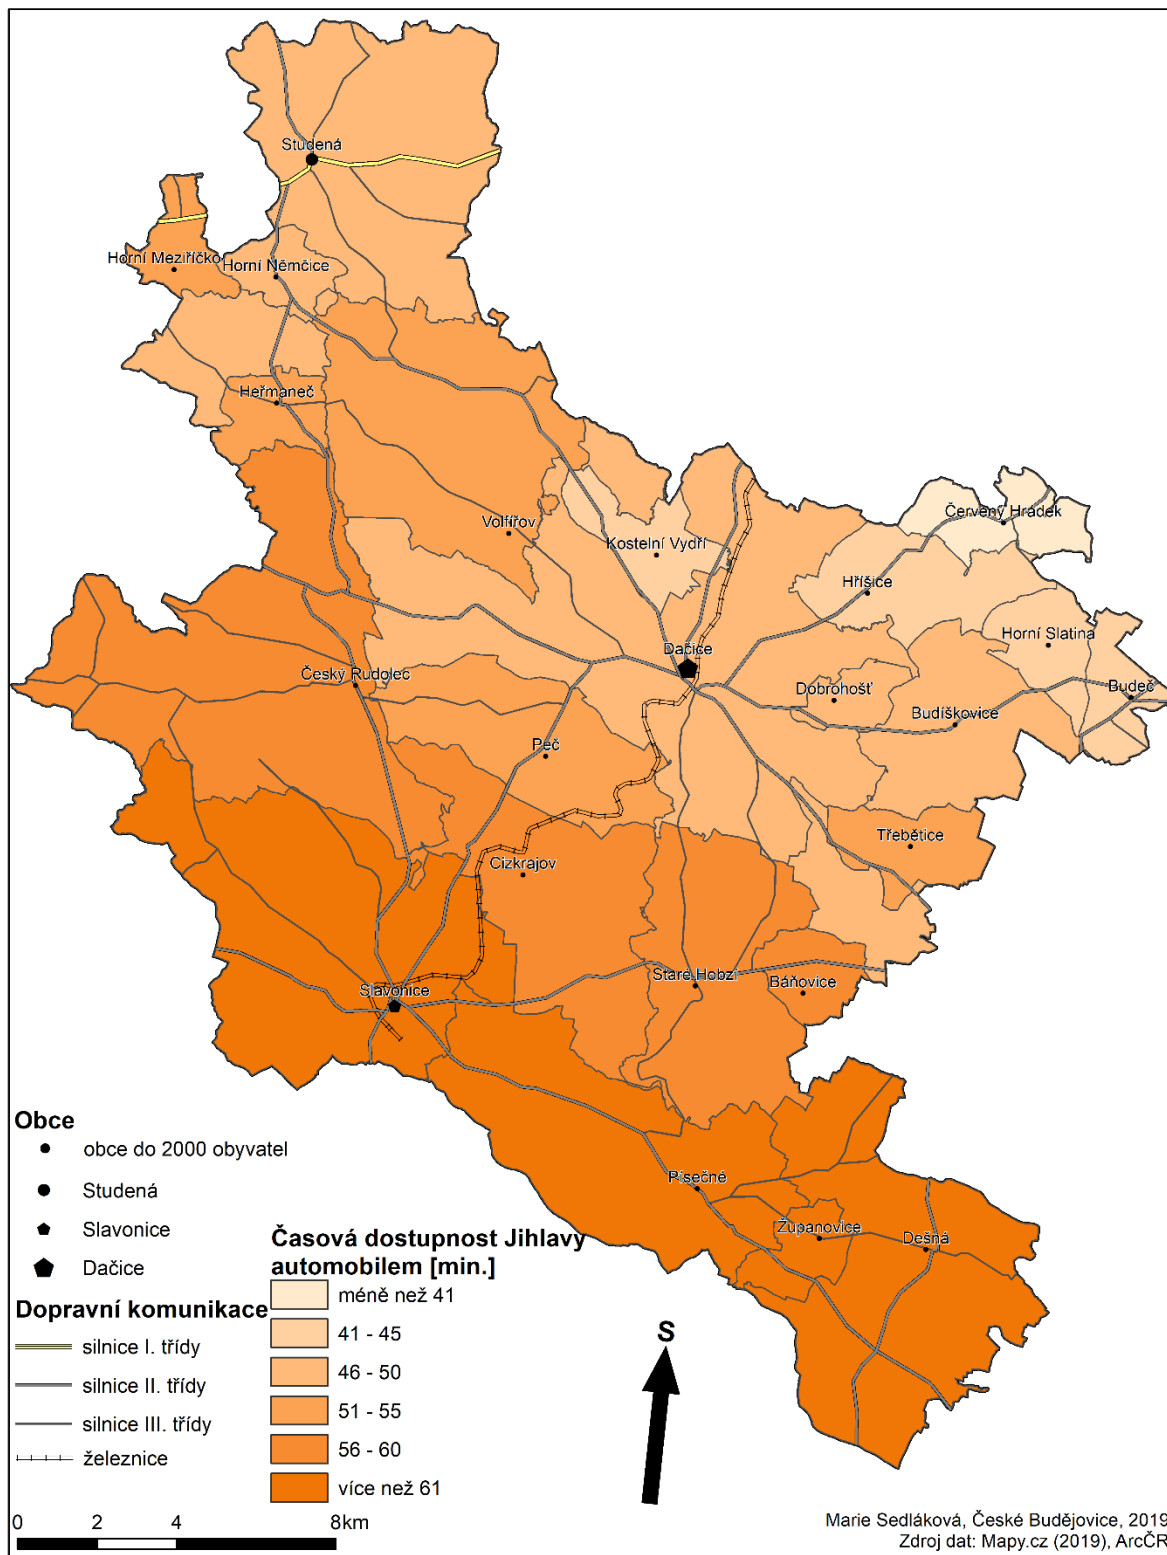 Studená
Horní Meziříčko
Horní Němčice
Heřmaneč
Volfířov
Kostelní Vydří
Červený Hrádek
Hříšice
Horní Slatina
Dačice
Český Rudolec
Dobrohošť
Budeč
Budíškovice
Peč
Třebětice
Cizkrajov
Staré Hobzí
Báňovice
Slavonice
Písečné
Županovice
Dešná
Obce
obce do 2000 obyvatel
Studená
Slavonice
Dačice
Dopravní komunikace
silnice I. třídy
silnice II. třídy
silnice III. třídy
železnice
Časová dostupnost Jihlavy
automobilem [min.]
méně než 41
41 - 45
46 - 50
51 - 55
56 - 60
více než 61
S
0 2 4 8km
Marie Sedláková, České Budějovice, 2019
Zdroj dat: Mapy.cz (2019), ArcČR